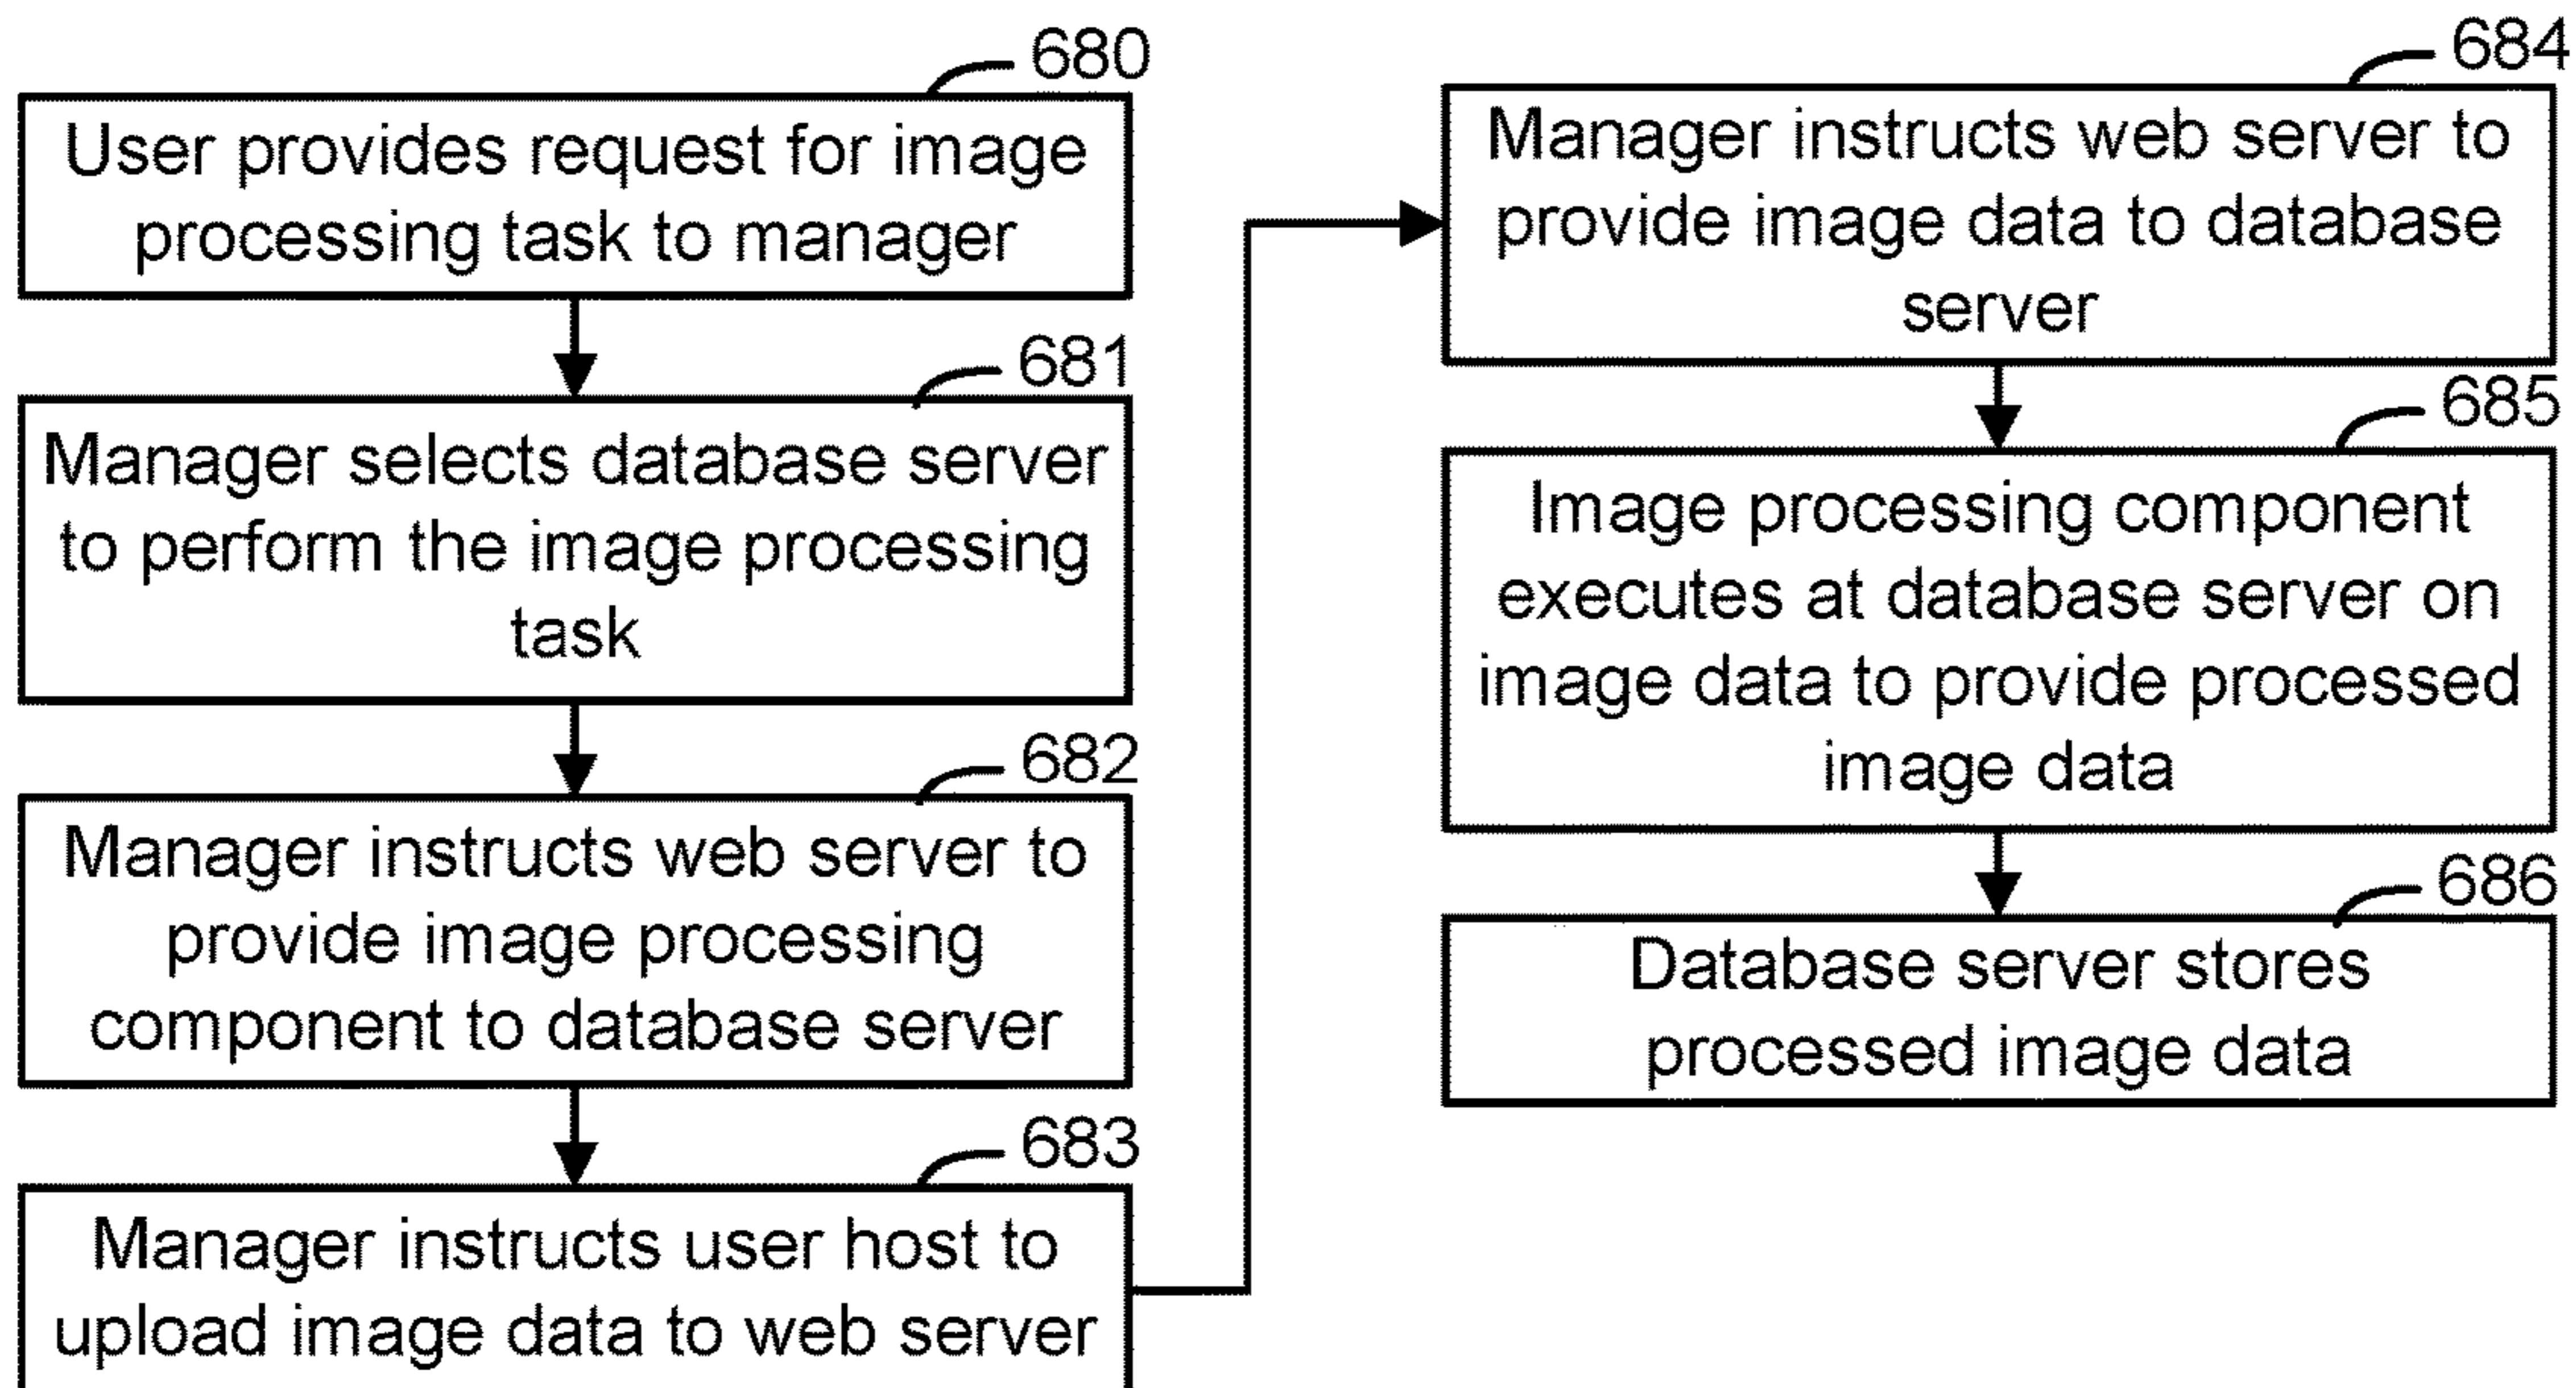 680
User provides request for image
processing task to manager
681
Manager selects database server
to perform the image processing
task
682
Manager instructs web server to
provide image processing
component to database server
683
Manager instructs user host to
upload image data to web server
684
Manager instructs web server to
provide image data to database
server
685
Image processing component
executes at database server on
image data to provide processed
image data
686
Database server stores
processed image data